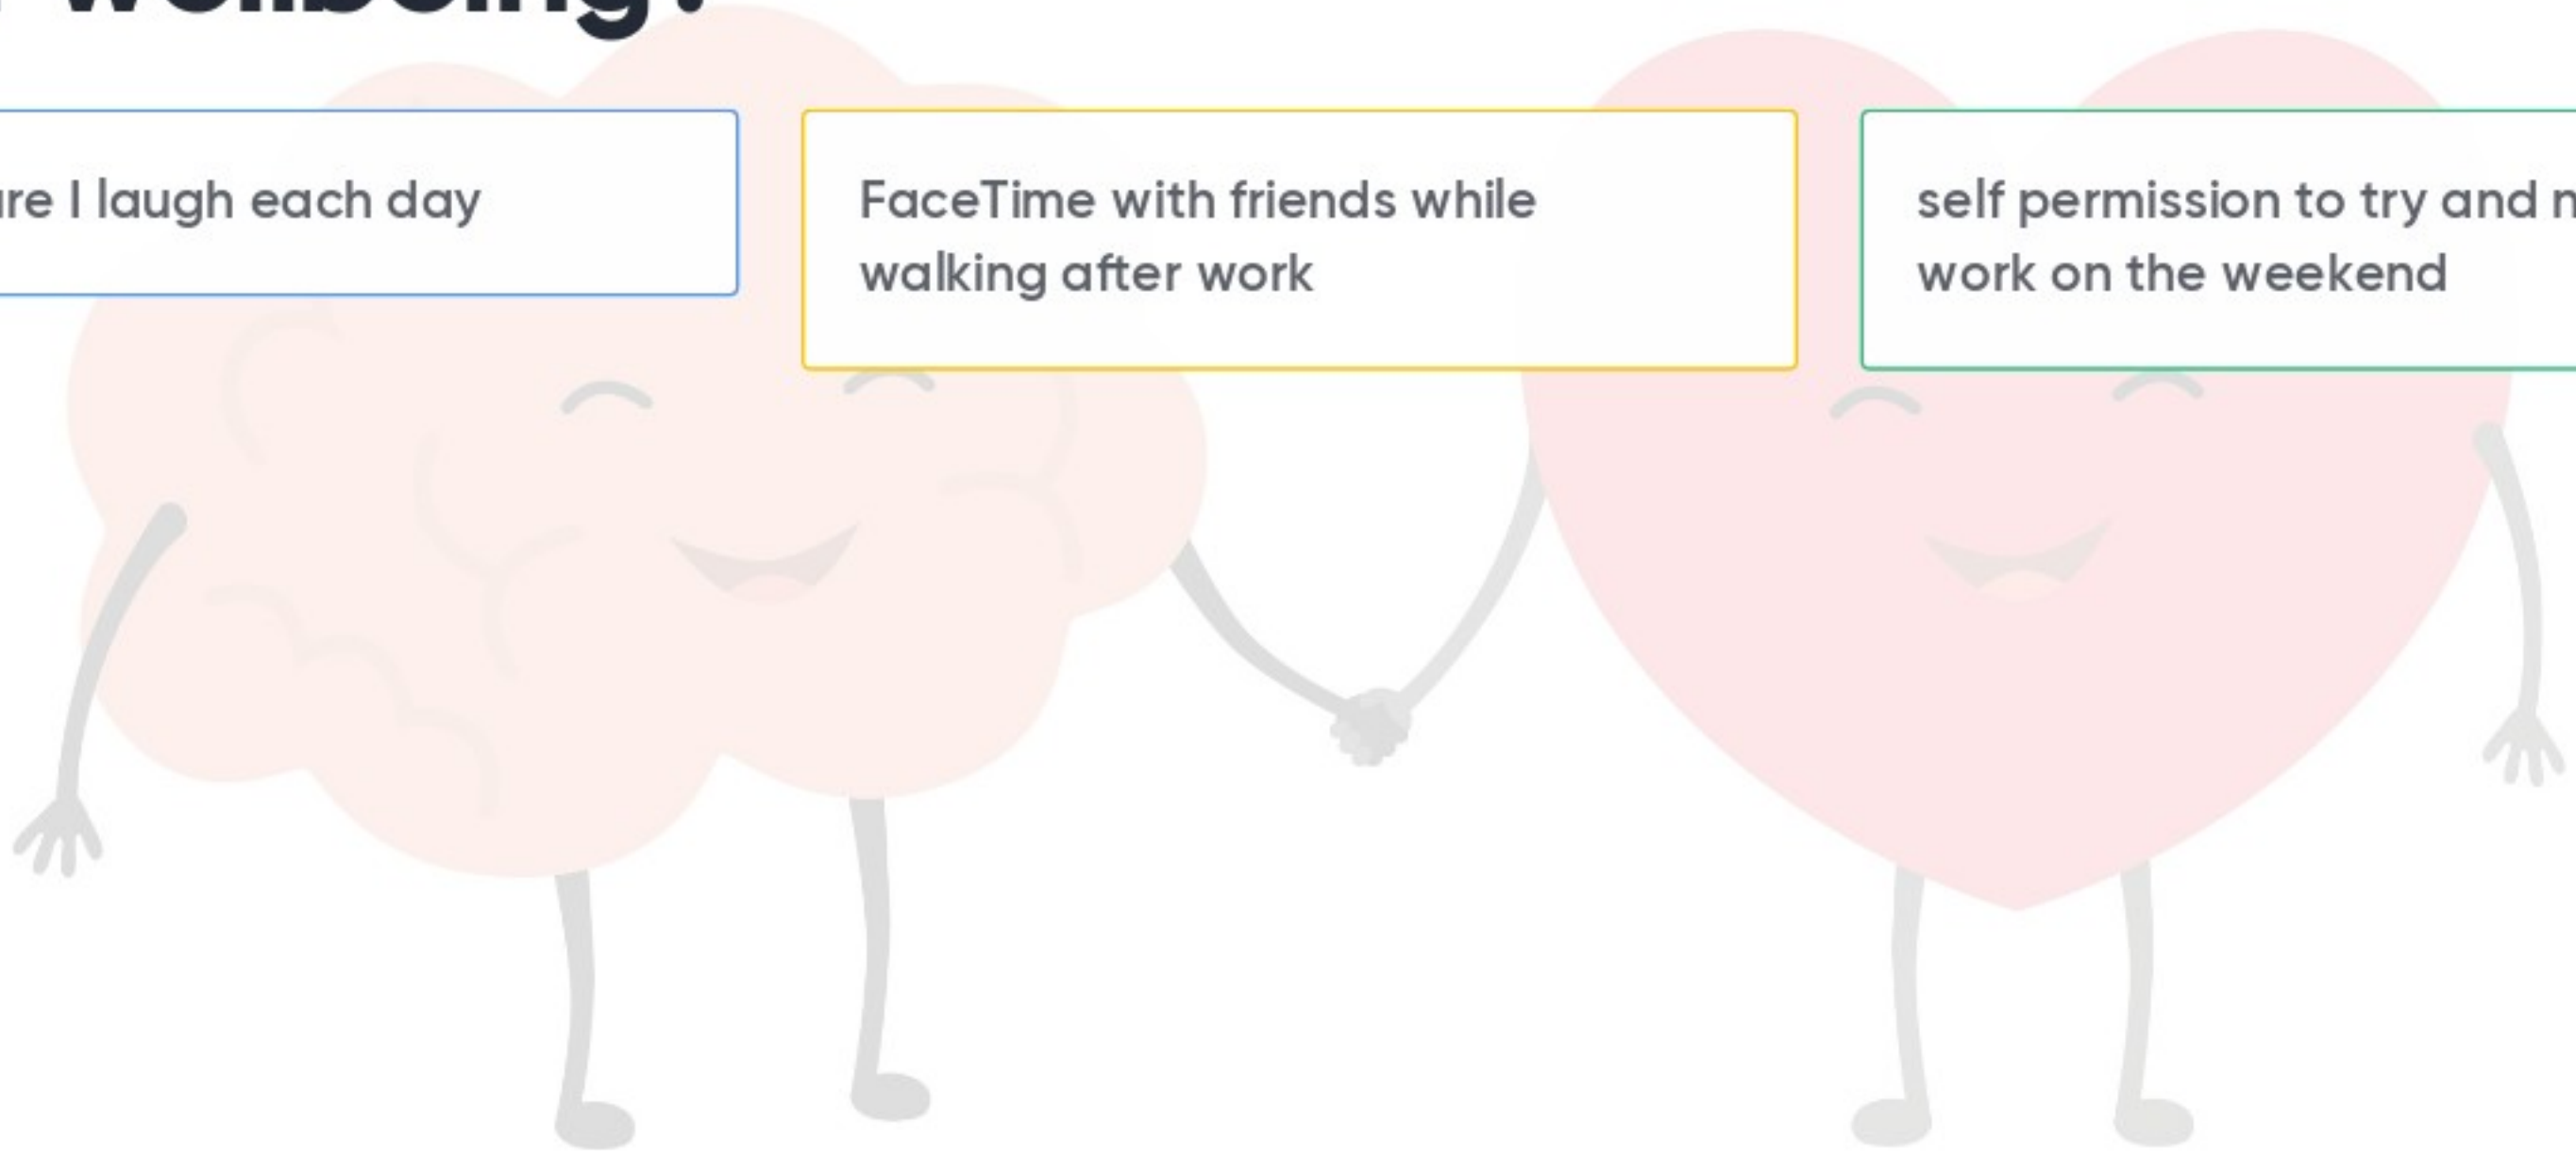 wellbeing?
I laugh each day
FaceTime with friends while
walking after work
self permission to try and
work on the weekend